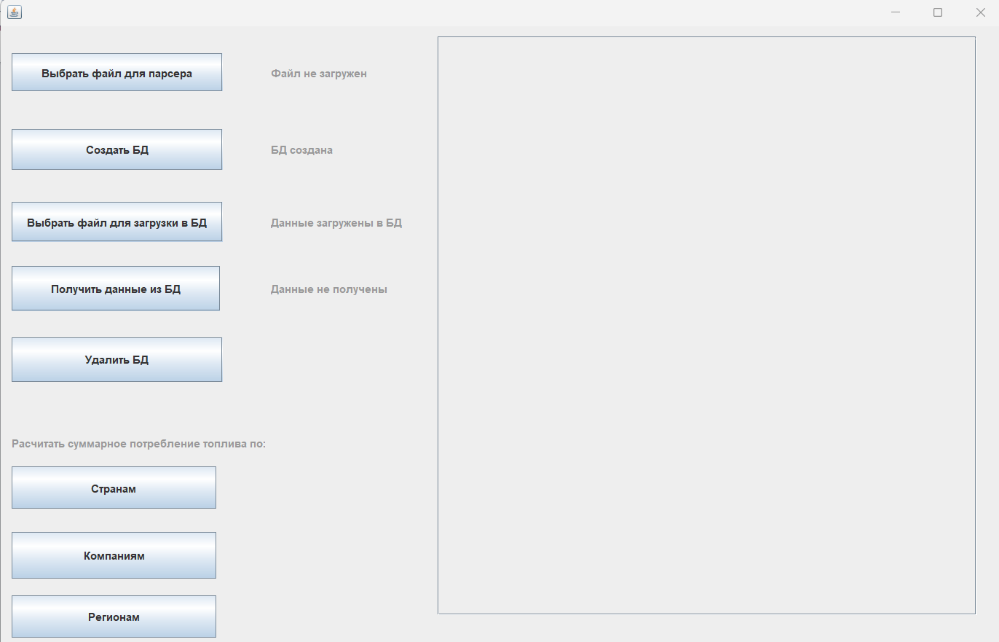 Выбрать файл для парсера
Файл не загружен
Создать БД
БД создана
Выбрать файл для загрузки в БД
Данные загружены в БД
Получить данные из БД
Данные не получены
Удалить БД
Расчитать суммарное потребление топлива по:
Странам
Компаниям
Регионам